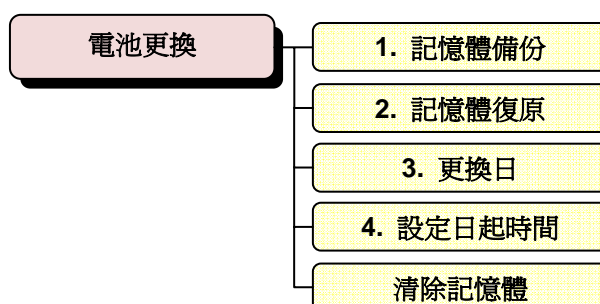 電池更換
1. 記憶體備份
2. 記憶體復原
3. 更換日
4. 設定日起時間
清除記憶體